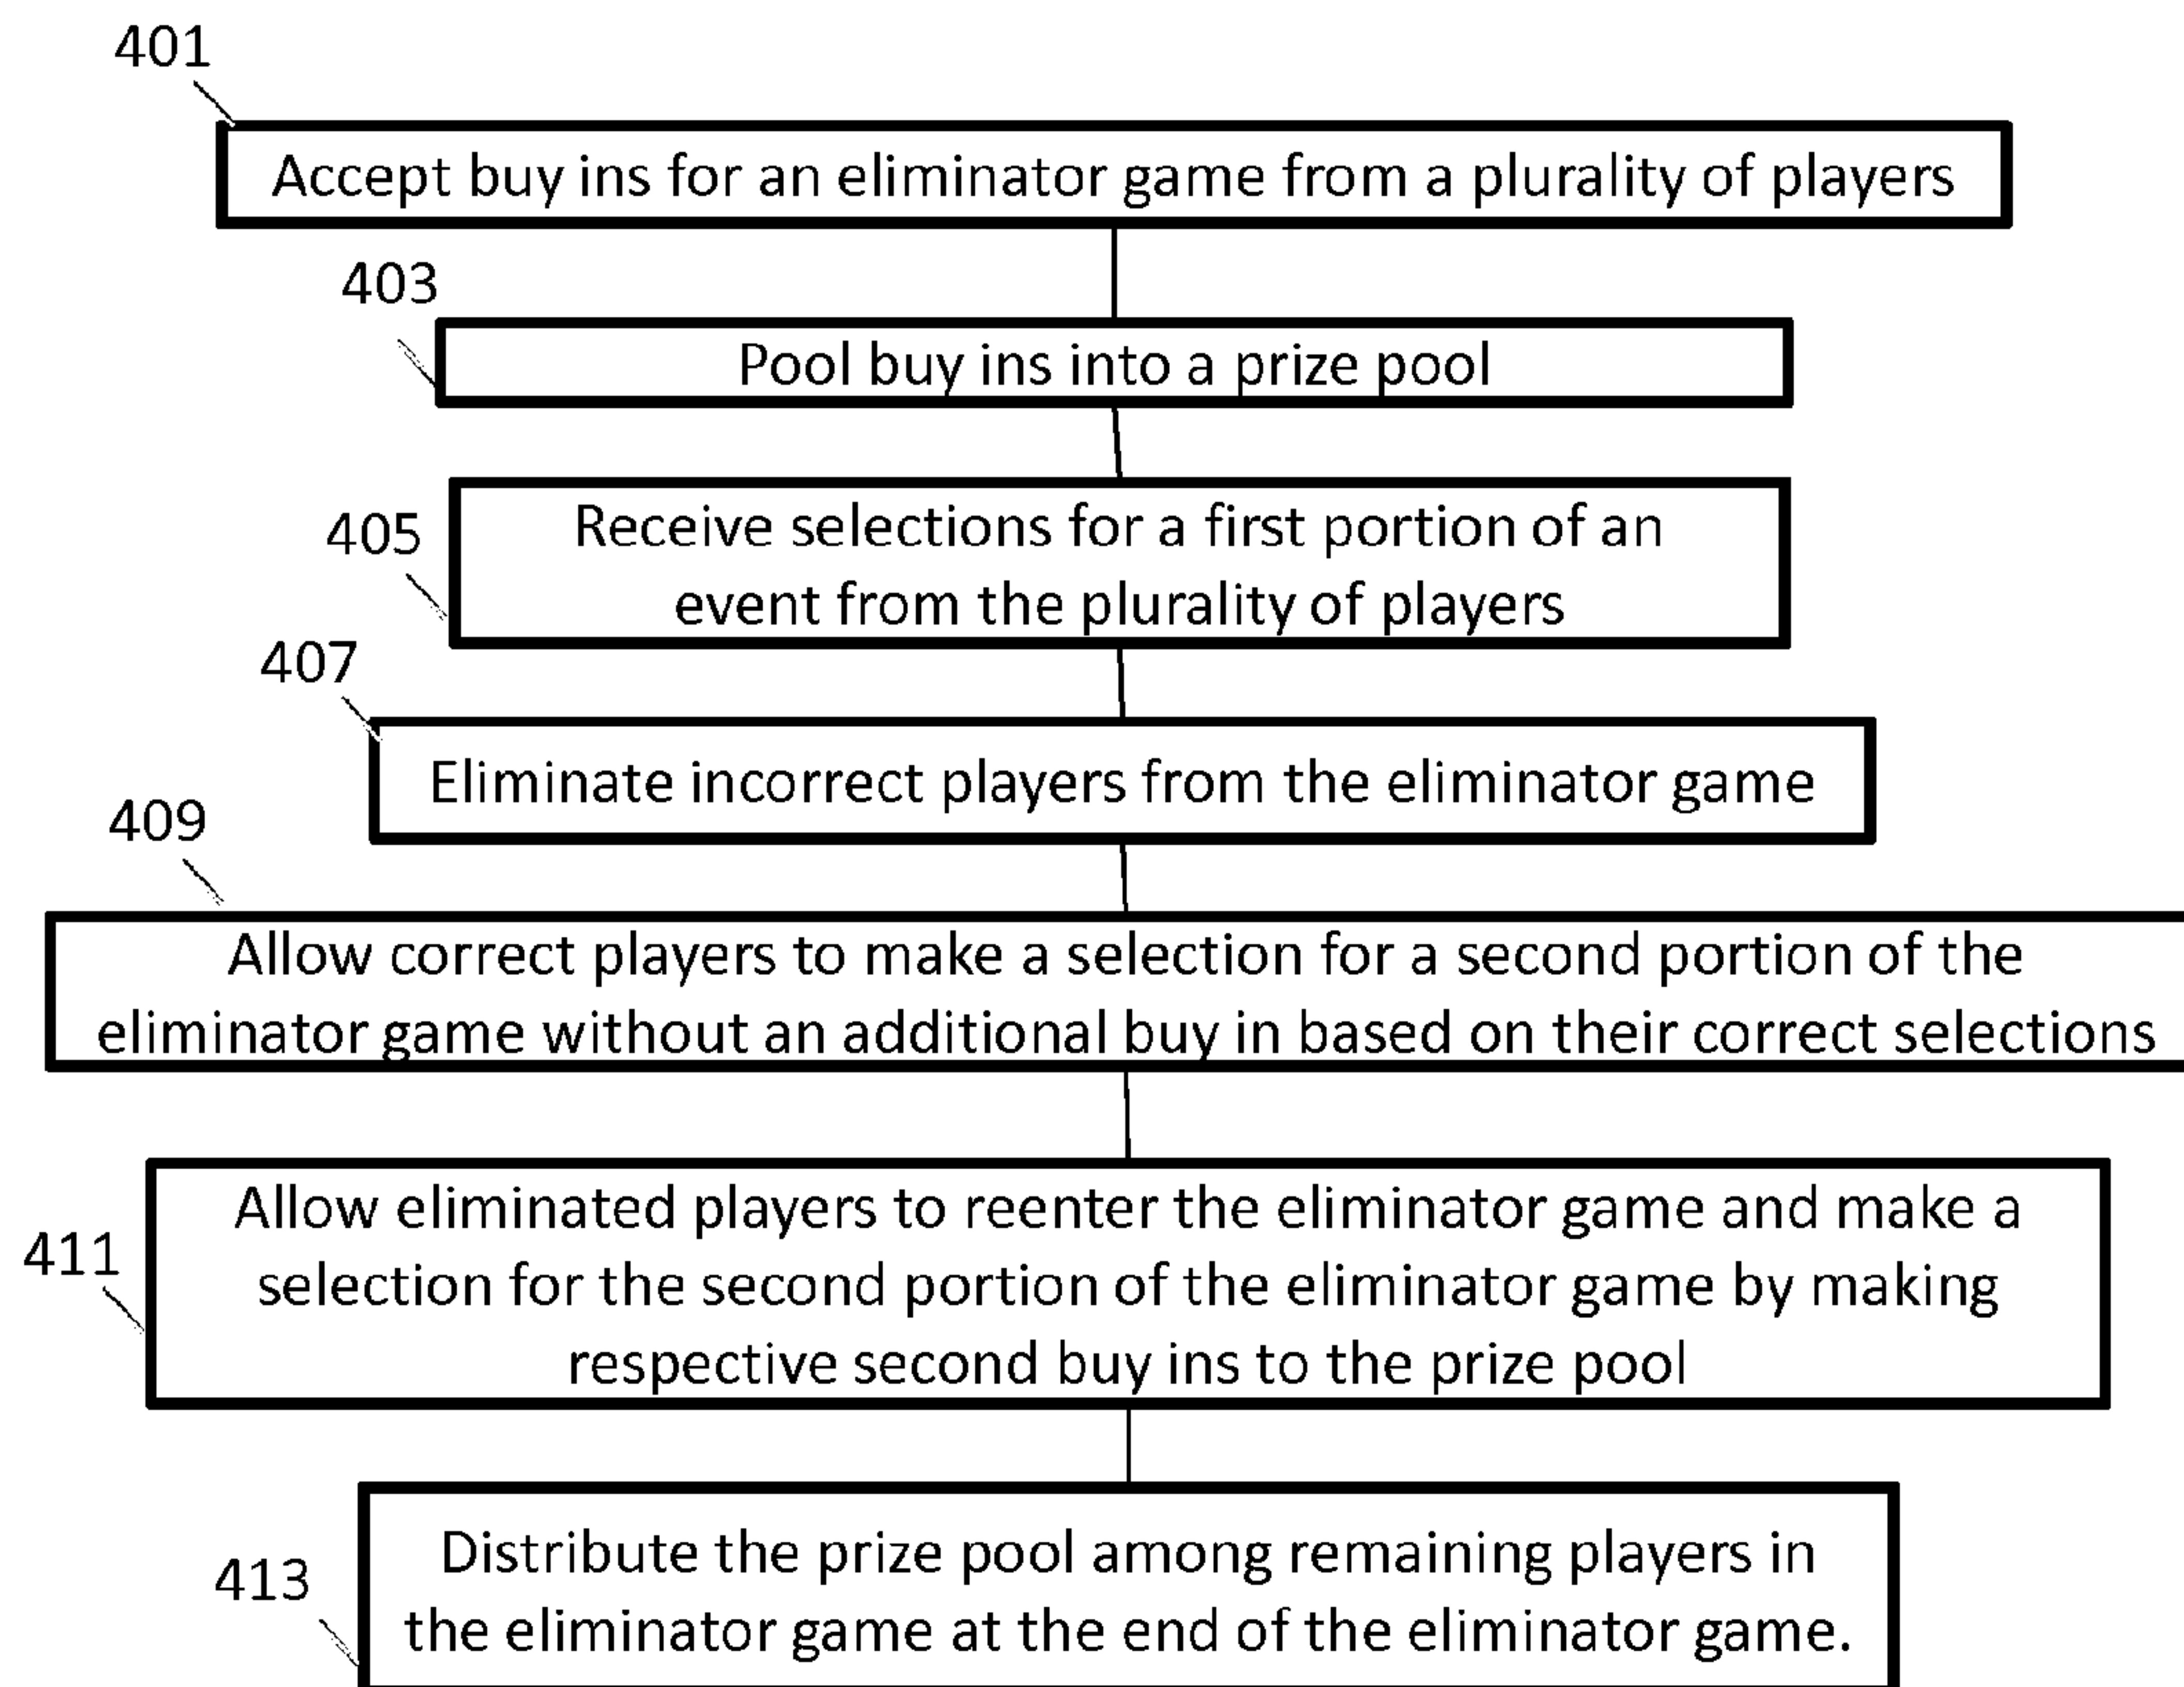 401
Accept buy ins for an eliminator game from a plurality of players
403
Pool buy ins into a prize pool
405
Receive selections for a first portion of an
event from the plurality of players
407
Eliminate incorrect players from the eliminator game
409
Allow correct players to make a selection for a second portion of the
eliminator game without an additional buy in based on their correct selections
411
Allow eliminated players to reenter the eliminator game and make a
selection for the second portion of the eliminator game by making
respective second buy ins to the prize pool
413
Distribute the prize pool among remaining players in
the eliminator game at the end of the eliminator game.